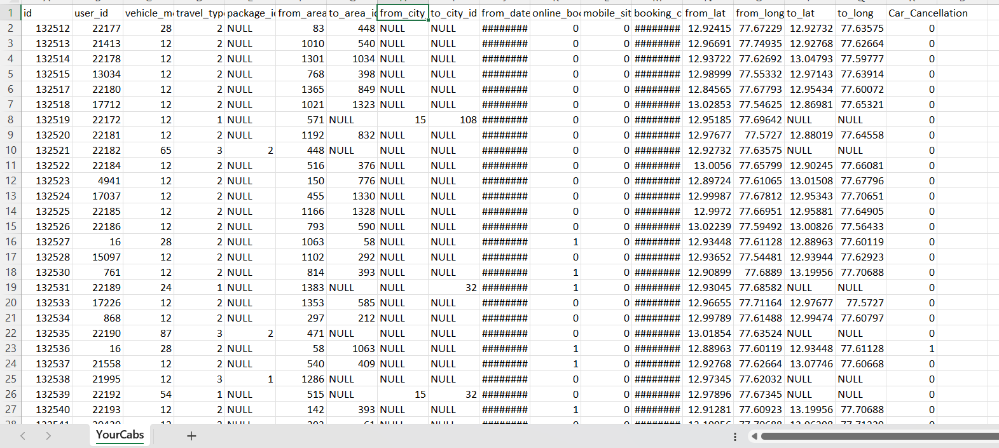 1 id user_id vehicle_m travel_type package_i from_area to_area_i from_city_ to_city_id from_date online_boo mobile_sit booking_c from_lat from_long to_lat to_long Car_Cancellation
2 132512 22177 28 2 NULL 83 448 NULL NULL ######## 0 0 ######## 12.92415 77.67229 12.92732 77.63575 0
3 132513 21413 12 2 NULL 1010 540 NULL NULL ######## 0 0 ######## 12.96691 77.74935 12.92768 77.62664 0
4 132514 22178 12 2 NULL 1301 1034 NULL NULL ######## 0 0 ######## 12.93722 77.62692 13.04793 77.59777 0
5 132515 13034 12 2 NULL 768 398 NULL NULL ######## 0 0 ######## 12.98999 77.55332 12.97143 77.63914 0
6 132517 22180 12 2 NULL 1365 849 NULL NULL ######## 0 0 ######## 12.84565 77.67793 12.95434 77.60072 0
7 132518 17712 12 2 NULL 1021 1323 NULL NULL ######## 0 0 ######## 13.02853 77.54625 12.86981 77.65321 0
8 132519 22172 12 1 NULL 571 NULL 15 108 ######## 0 0 ######## 12.95185 77.69642 NULL NULL 0
9 132520 22181 12 2 NULL 1192 832 NULL NULL ######## 0 0 ######## 12.97677 77.5727 12.88019 77.64558 0
10 132521 22182 65 3 2 448 NULL NULL NULL ######## 0 0 ######## 12.92732 77.63575 NULL NULL 0
11 132522 22184 12 2 NULL 516 376 NULL NULL ######## 0 0 ######## 13.0056 77.65799 12.90245 77.66081 0
12 132523 4941 12 2 NULL 150 776 NULL NULL ######## 0 0 ######## 12.89724 77.61065 13.01508 77.67796 0
13 132524 17037 12 2 NULL 455 1330 NULL NULL ######## 0 0 ######## 12.99987 77.67812 12.95343 77.70651 0
14 132525 22185 12 2 NULL 1166 1328 NULL NULL ######## 0 0 ######## 12.9972 77.66951 12.95881 77.64905 0
15 132526 22186 12 2 NULL 793 590 NULL NULL ######## 0 0 ######## 13.02239 77.59492 13.00826 77.56433 0
16 132527 16 28 2 NULL 1063 58 NULL NULL ######## 1 0 ######## 12.93448 77.61128 12.88963 77.60119 0
17 132528 15097 12 2 NULL 1102 292 NULL NULL ######## 0 0 ######## 12.93652 77.54481 12.93944 77.62923 0
18 132530 761 12 2 NULL 814 393 NULL NULL ######## 1 0 ######## 12.90899 77.6889 13.19956 77.70688 0
19 132531 22189 24 1 NULL 1383 NULL NULL 32 ######## 1 0 ######## 12.93045 77.68582 NULL NULL 0
20 132533 17226 12 2 NULL 1353 585 NULL NULL ######## 0 0 ######## 12.96655 77.71164 12.97677 77.5727 0
21 132534 868 12 2 NULL 297 212 NULL NULL ######## 0 0 ######## 12.99789 77.61488 12.99474 77.60797 0
22 132535 22190 87 3 2 471 NULL NULL NULL ######## 0 0 ######## 13.01854 77.63524 NULL NULL 0
23 132536 16 28 2 NULL 58 1063 NULL NULL ######## 1 0 ######## 12.88963 77.60119 12.93448 77.61128 1
24 132537 21558 12 2 NULL 540 409 NULL NULL ######## 1 0 ######## 12.92768 77.62664 13.07746 77.60668 0
25 132538 21995 12 3 1 1286 NULL NULL NULL ######## 0 0 ######## 12.97345 77.62032 NULL NULL 0
26 132539 22192 54 1 NULL 515 NULL 15 32 ######## 0 0 ######## 12.97896 77.67345 NULL NULL 0
27 132540 22193 12 2 NULL 142 393 NULL NULL ######## 1 0 ######## 12.91281 77.60923 13.19956 77.70688 0
YourCabs